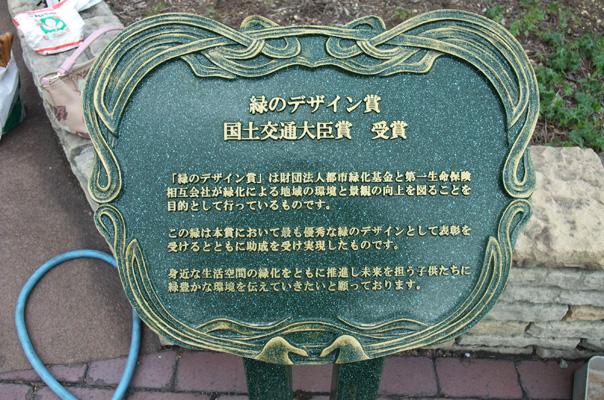 緑のデザイン賞
国土交通大臣賞　受賞
「緑のデザイン賞」は財団法人都市緑化基金と第一生命保険
相互会社が緑化による地域の環境と景観の向上を図ることを
目的として行っているものです。
この緑は本賞において最も優秀な緑のデザインとして表彰を
受けるとともに助成を受け実現したものです。
身近な生活空間の緑化をともに推進し未来を担う子供たちに
緑豊かな環境を伝えていきたいと願っております。